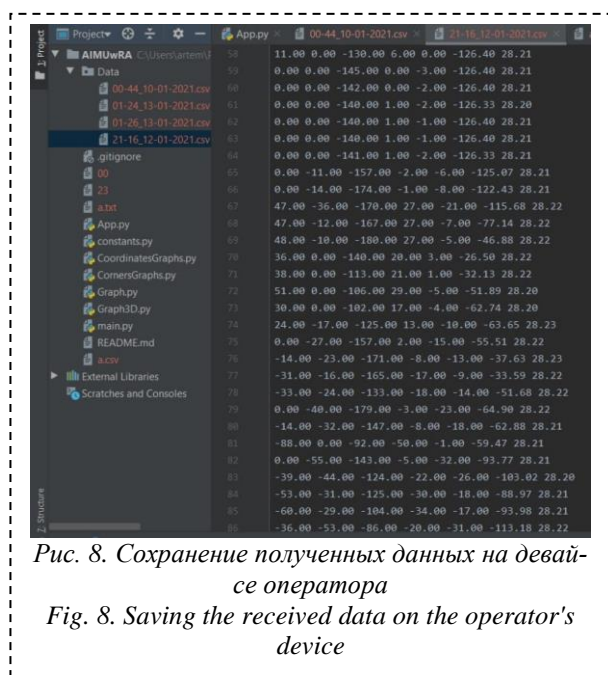 Project
App.py
00-44_10-01-2021.csv
21-16_12-01-2021.csv
1: Project
AIMUwRA C:\Users\artem\P
Data
00-44_10-01-2021.csv
01-24_13-01-2021.csv
01-26_13-01-2021.csv
21-16_12-01-2021.csv
.gitignore
00
23
a.txt
App.py
constants.py
CoordinatesGraphs.py
CornersGraphs.py
Graph.py
Graph3D.py
main.py
README.md
a.csv
External Libraries
Scratches and Consoles
2: Structure
58 11.00 0.00 -130.00 6.00 0.00 -126.40 28.21
59 0.00 0.00 -145.00 0.00 -3.00 -126.40 28.21
60 0.00 0.00 -142.00 0.00 -2.00 -126.40 28.21
61 0.00 0.00 -140.00 1.00 -2.00 -126.33 28.20
62 0.00 0.00 -140.00 1.00 -1.00 -126.40 28.21
63 0.00 0.00 -140.00 1.00 -1.00 -126.40 28.21
64 0.00 0.00 -141.00 1.00 -2.00 -126.33 28.21
65 0.00 -11.00 -157.00 -2.00 -6.00 -125.07 28.21
66 0.00 -14.00 -174.00 -1.00 -8.00 -122.43 28.21
67 47.00 -36.00 -170.00 27.00 -21.00 -115.68 28.22
68 47.00 -12.00 -167.00 27.00 -7.00 -77.14 28.22
69 48.00 -10.00 -180.00 27.00 -5.00 -46.88 28.22
70 36.00 0.00 -140.00 20.00 3.00 -26.50 28.22
71 38.00 0.00 -113.00 21.00 1.00 -32.13 28.22
72 51.00 0.00 -106.00 29.00 -5.00 -51.89 28.20
73 30.00 0.00 -102.00 17.00 -4.00 -62.74 28.20
74 24.00 -17.00 -125.00 13.00 -10.00 -63.65 28.23
75 0.00 -27.00 -157.00 2.00 -15.00 -55.51 28.22
76 -14.00 -23.00 -171.00 -8.00 -13.00 -37.63 28.23
77 -31.00 -16.00 -165.00 -17.00 -9.00 -33.59 28.22
78 -33.00 -24.00 -133.00 -18.00 -14.00 -51.68 28.22
79 0.00 -40.00 -179.00 -3.00 -23.00 -64.90 28.22
80 -14.00 -32.00 -147.00 -8.00 -18.00 -62.88 28.21
81 -88.00 0.00 -92.00 -50.00 -1.00 -59.47 28.21
82 0.00 -55.00 -143.00 -5.00 -32.00 -93.77 28.21
83 -39.00 -44.00 -124.00 -22.00 -26.00 -103.02 28.20
84 -53.00 -31.00 -125.00 -30.00 -18.00 -88.97 28.21
85 -60.00 -29.00 -104.00 -34.00 -17.00 -93.98 28.21
86 -36.00 -53.00 -86.00 -20.00 -31.00 -113.18 28.22
Рис. 8. Сохранение полученных данных на девай-
се оператора
Fig. 8. Saving the received data on the operator's
device